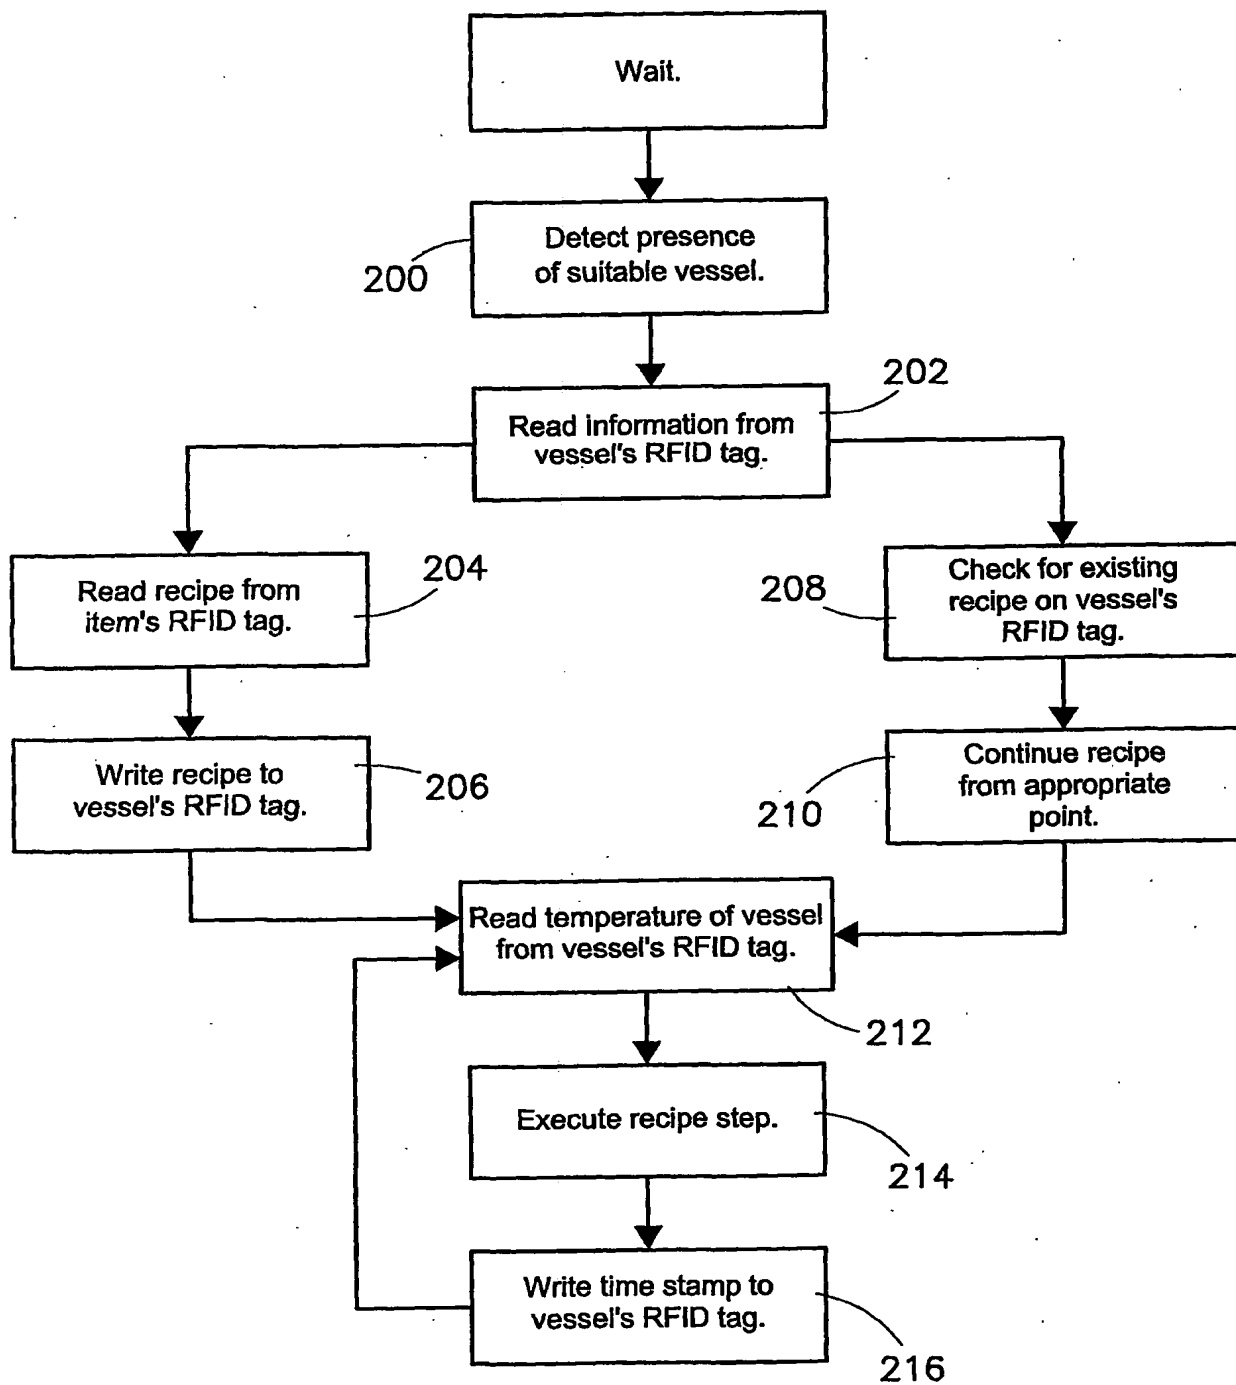 Wait.
Detect presence
of suitable vessel.
200
202
Read information from
vessel's RFID tag.
Read recipe from
item's RFID tag.
204
208
Check for existing
recipe on vessel's
RFID tag.
Write recipe to
vessel's RFID tag.
206
210
Continue recipe
from appropriate
point.
Read temperature of vessel
from vessel's RFID tag.
212
Execute recipe step.
214
Write time stamp to
vessel's RFID tag.
216